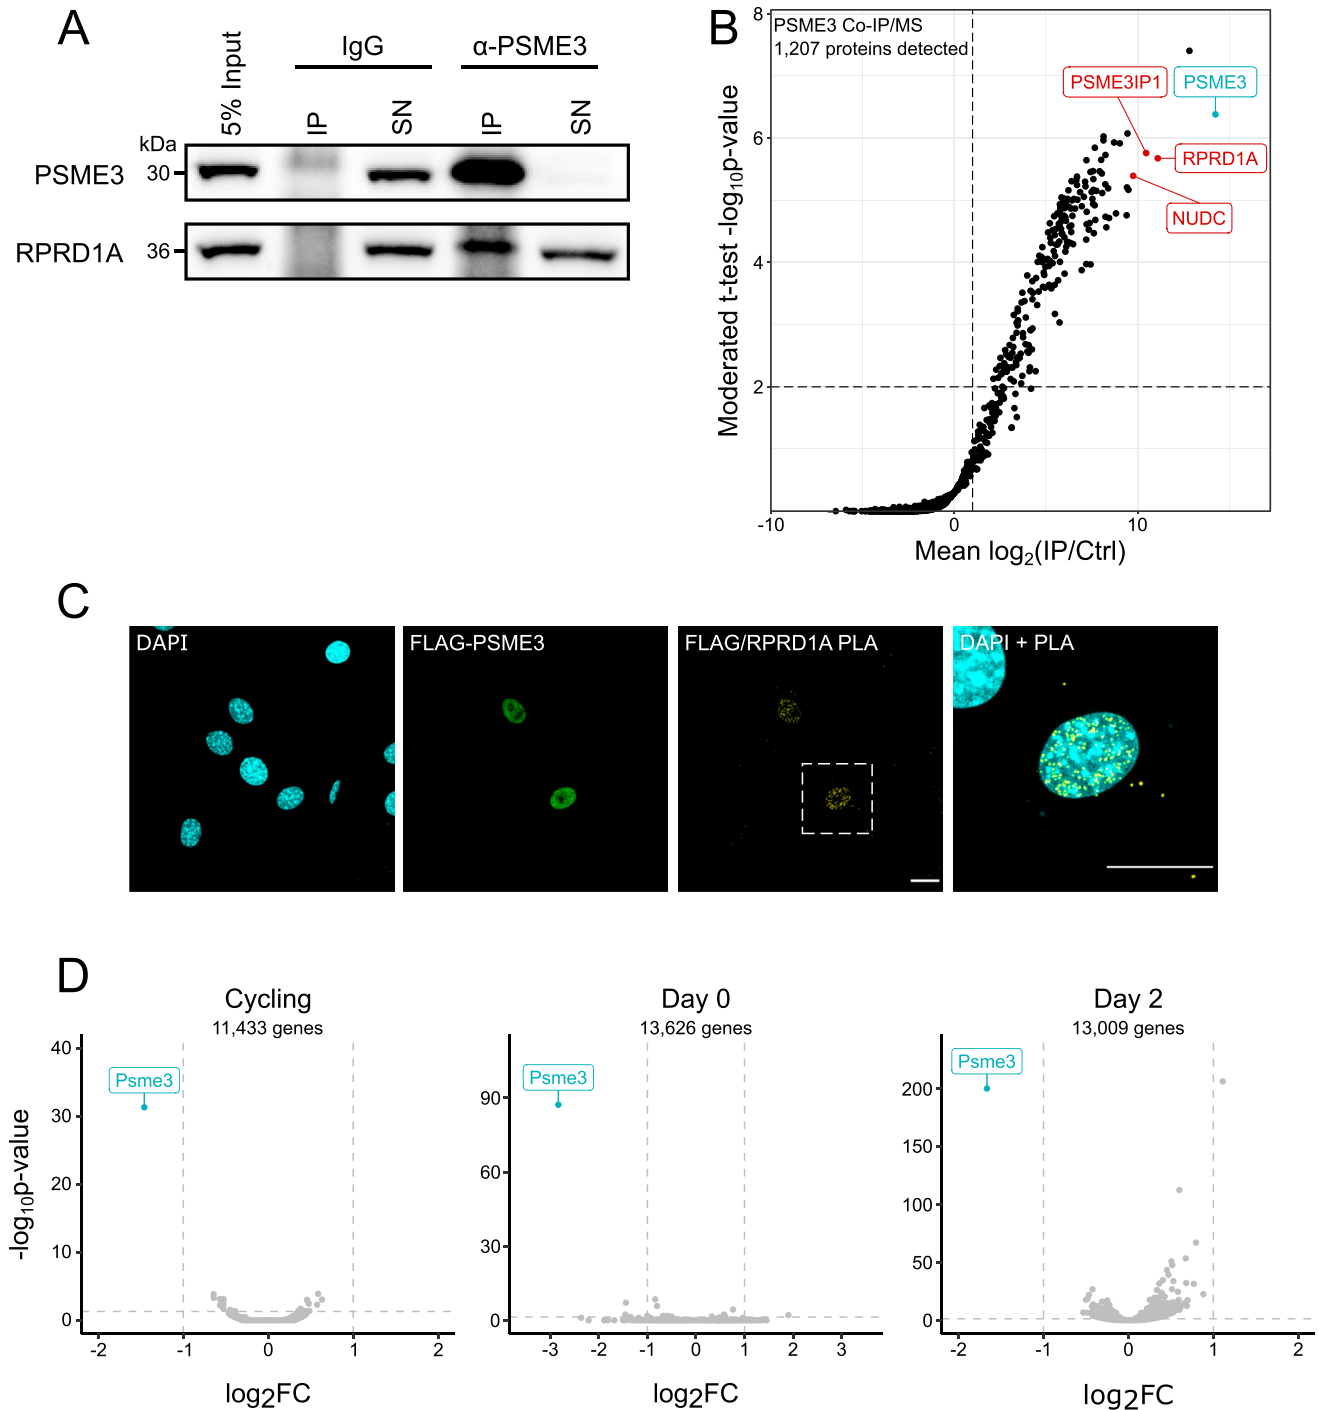 A
5% Input
IgG
IP
SN
α-PSME3
IP
SN
kDa
PSME3
30
RPRD1A
36
B
PSME3 Co-IP/MS
1,207 proteins detected
PSME3IP1
PSME3
RPRD1A
NUDC
Moderated t-test -log10p-value
8
6
4
2
-10
0
10
Mean log2(IP/Ctrl)
C
DAPI
FLAG-PSME3
FLAG/RPRD1A PLA
DAPI + PLA
D
Cycling
11,433 genes
Psme3
-log10p-value
40
30
20
10
0
-2
-1
0
1
2
log2FC
Day 0
13,626 genes
Psme3
90
60
30
0
-3
-2
-1
0
1
2
3
log2FC
Day 2
13,009 genes
Psme3
200
150
100
50
0
-2
-1
0
1
2
log2FC